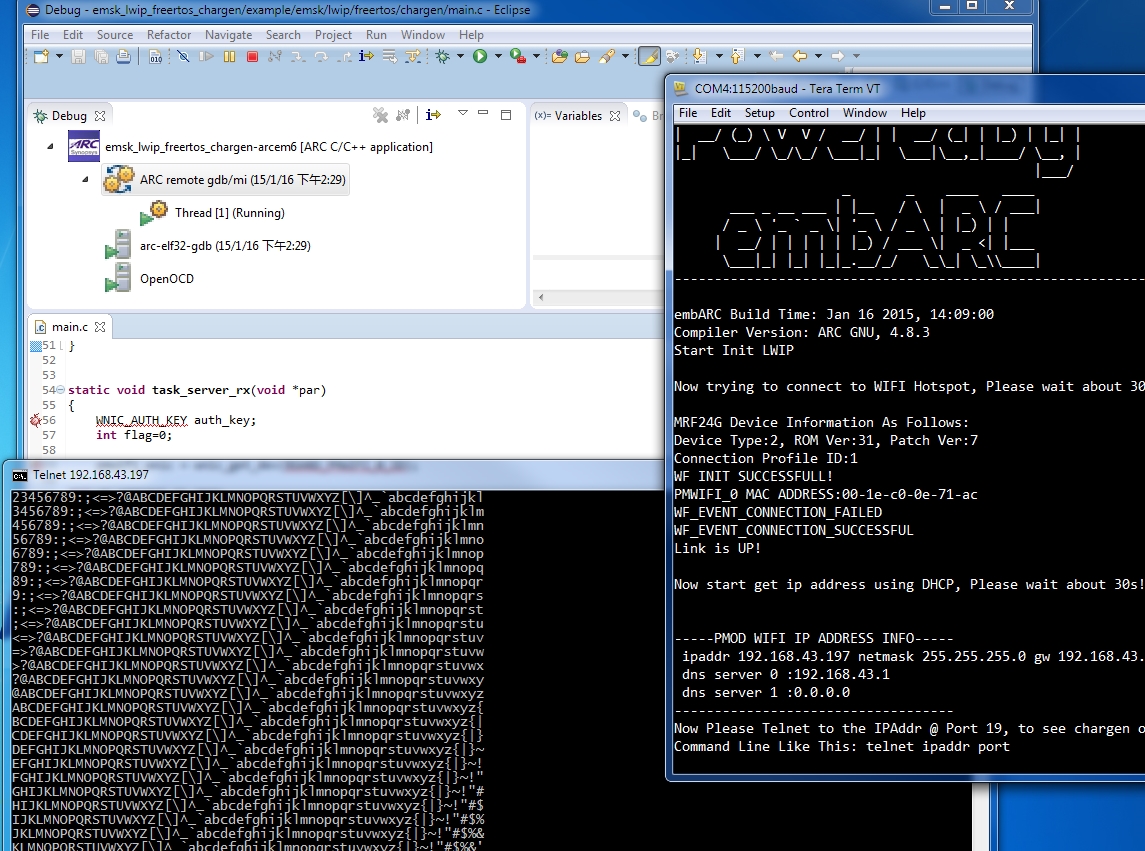 Debug - emsk_lwip_freertos_chargen/example/emsk/lwip/freertos/chargen/main.c - Eclipse
File Edit Source Refactor Navigate Search Project Run Window Help
Debug
ARC
Synopsys
emsk_lwip_freertos_chargen-arcem6 [ARC C/C++ application]
ARC remote gdb/mi (15/1/16 下午2:29)
Thread [1] (Running)
arc-elf32-gdb (15/1/16 下午2:29)
OpenOCD
(x)= Variables
Br
main.c
51 }
52
53
54 static void task_server_rx(void *par)
55 {
56 WNIC_AUTH_KEY auth_key;
57 int flag=0;
58
COM4:115200baud - Tera Term VT
File Edit Setup Control Window Help
Powered By
embARC
embARC Build Time: Jan 16 2015, 14:09:00
Compiler Version: ARC GNU, 4.8.3
Start Init LWIP
Now trying to connect to WIFI Hotspot, Please wait about 30
MRF24G Device Information As Follows:
Device Type:2, ROM Ver:31, Patch Ver:7
Connection Profile ID:1
WF INIT SUCCESSFULL!
PMWIFI_0 MAC ADDRESS:00-1e-c0-0e-71-ac
WF_EVENT_CONNECTION_FAILED
WF_EVENT_CONNECTION_SUCCESSFUL
Link is UP!
Now start get ip address using DHCP, Please wait about 30s!
-----PMOD WIFI IP ADDRESS INFO-----
ipaddr 192.168.43.197 netmask 255.255.255.0 gw 192.168.43.
dns server 0 :192.168.43.1
dns server 1 :0.0.0.0
-----------------------------------
Now Please Telnet to the IPAddr @ Port 19, to see chargen o
Command Line Like This: telnet ipaddr port
Telnet 192.168.43.197
23456789:;<=>?@ABCDEFGHIJKLMNOPQRSTUVWXYZ[\]^_`abcdefghijkl
3456789:;<=>?@ABCDEFGHIJKLMNOPQRSTUVWXYZ[\]^_`abcdefghijklm
456789:;<=>?@ABCDEFGHIJKLMNOPQRSTUVWXYZ[\]^_`abcdefghijklmn
56789:;<=>?@ABCDEFGHIJKLMNOPQRSTUVWXYZ[\]^_`abcdefghijklmno
6789:;<=>?@ABCDEFGHIJKLMNOPQRSTUVWXYZ[\]^_`abcdefghijklmnop
789:;<=>?@ABCDEFGHIJKLMNOPQRSTUVWXYZ[\]^_`abcdefghijklmnopq
89:;<=>?@ABCDEFGHIJKLMNOPQRSTUVWXYZ[\]^_`abcdefghijklmnopqr
9:;<=>?@ABCDEFGHIJKLMNOPQRSTUVWXYZ[\]^_`abcdefghijklmnopqrs
:;<=>?@ABCDEFGHIJKLMNOPQRSTUVWXYZ[\]^_`abcdefghijklmnopqrst
;<=>?@ABCDEFGHIJKLMNOPQRSTUVWXYZ[\]^_`abcdefghijklmnopqrstu
<=>?@ABCDEFGHIJKLMNOPQRSTUVWXYZ[\]^_`abcdefghijklmnopqrstuv
=>?@ABCDEFGHIJKLMNOPQRSTUVWXYZ[\]^_`abcdefghijklmnopqrstuvw
>?@ABCDEFGHIJKLMNOPQRSTUVWXYZ[\]^_`abcdefghijklmnopqrstuvwx
?@ABCDEFGHIJKLMNOPQRSTUVWXYZ[\]^_`abcdefghijklmnopqrstuvwxy
@ABCDEFGHIJKLMNOPQRSTUVWXYZ[\]^_`abcdefghijklmnopqrstuvwxyz
ABCDEFGHIJKLMNOPQRSTUVWXYZ[\]^_`abcdefghijklmnopqrstuvwxyz{
BCDEFGHIJKLMNOPQRSTUVWXYZ[\]^_`abcdefghijklmnopqrstuvwxyz{|
CDEFGHIJKLMNOPQRSTUVWXYZ[\]^_`abcdefghijklmnopqrstuvwxyz{|}
DEFGHIJKLMNOPQRSTUVWXYZ[\]^_`abcdefghijklmnopqrstuvwxyz{|}~
EFGHIJKLMNOPQRSTUVWXYZ[\]^_`abcdefghijklmnopqrstuvwxyz{|}~!
FGHIJKLMNOPQRSTUVWXYZ[\]^_`abcdefghijklmnopqrstuvwxyz{|}~!"
GHIJKLMNOPQRSTUVWXYZ[\]^_`abcdefghijklmnopqrstuvwxyz{|}~!"#
HIJKLMNOPQRSTUVWXYZ[\]^_`abcdefghijklmnopqrstuvwxyz{|}~!"#$
IJKLMNOPQRSTUVWXYZ[\]^_`abcdefghijklmnopqrstuvwxyz{|}~!"#$%
JKLMNOPQRSTUVWXYZ[\]^_`abcdefghijklmnopqrstuvwxyz{|}~!"#$%&
KLMNOPQRSTUVWXYZ[\]^_`abcdefghijklmnopqrstuvwxyz{|}~!"#$%&'